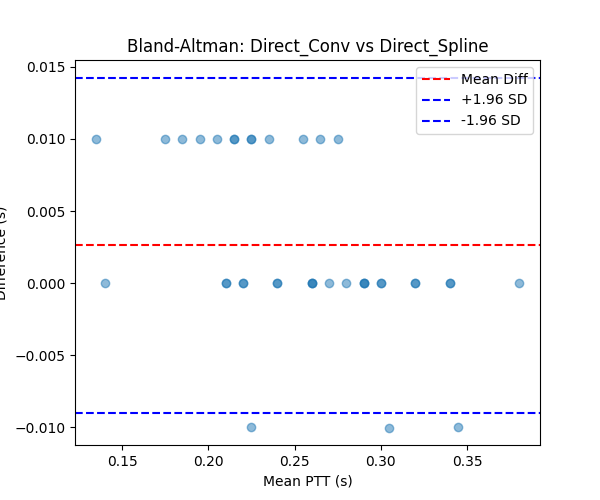 Bland-Altman: Direct_Conv vs Direct_Spline
Mean Diff
+1.96 SD
-1.96 SD
0.015
0.010
0.005
0.000
−0.005
−0.010
Difference (s)
0.15
0.20
0.25
0.30
0.35
Mean PTT (s)